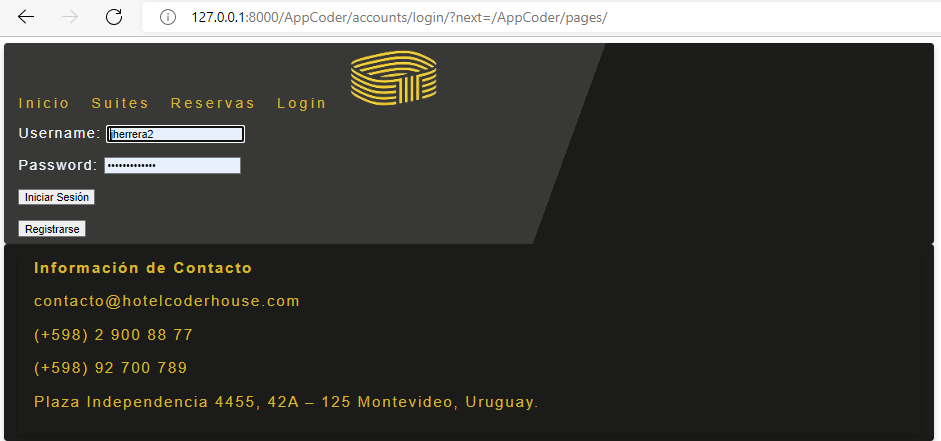 127.0.0.1:8000/AppCoder/accounts/login/?next=/AppCoder/pages/
Inicio Suites Reservas Login
Username: jherrera2
Password: •••••••••••••
Iniciar Sesión
Registrarse
Información de Contacto
contacto@hotelcoderhouse.com
(+598) 2 900 88 77
(+598) 92 700 789
Plaza Independencia 4455, 42A – 125 Montevideo, Uruguay.